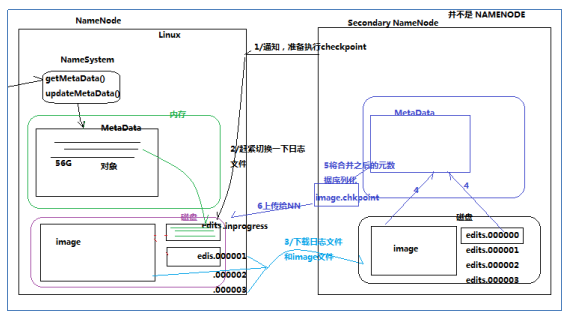 NameNode
Linux
NameSystem
getMetaData()
updateMetaData()
内存
MetaData
56G
对象
磁盘
image
edits.inprogress
edis.000001
.000002
.000003
1/通知，准备执行checkpoint
2/赶紧切换一下日志
文件
5将合并之后的元数
据序列化
image.chkpoint
6上传给NN
3/下载日志文件
和image文件
并不是 NAMENODE
Secondary NameNode
MetaData
4
4
磁盘
image
edits.000000
edits.000001
edits.000002
edits.000003